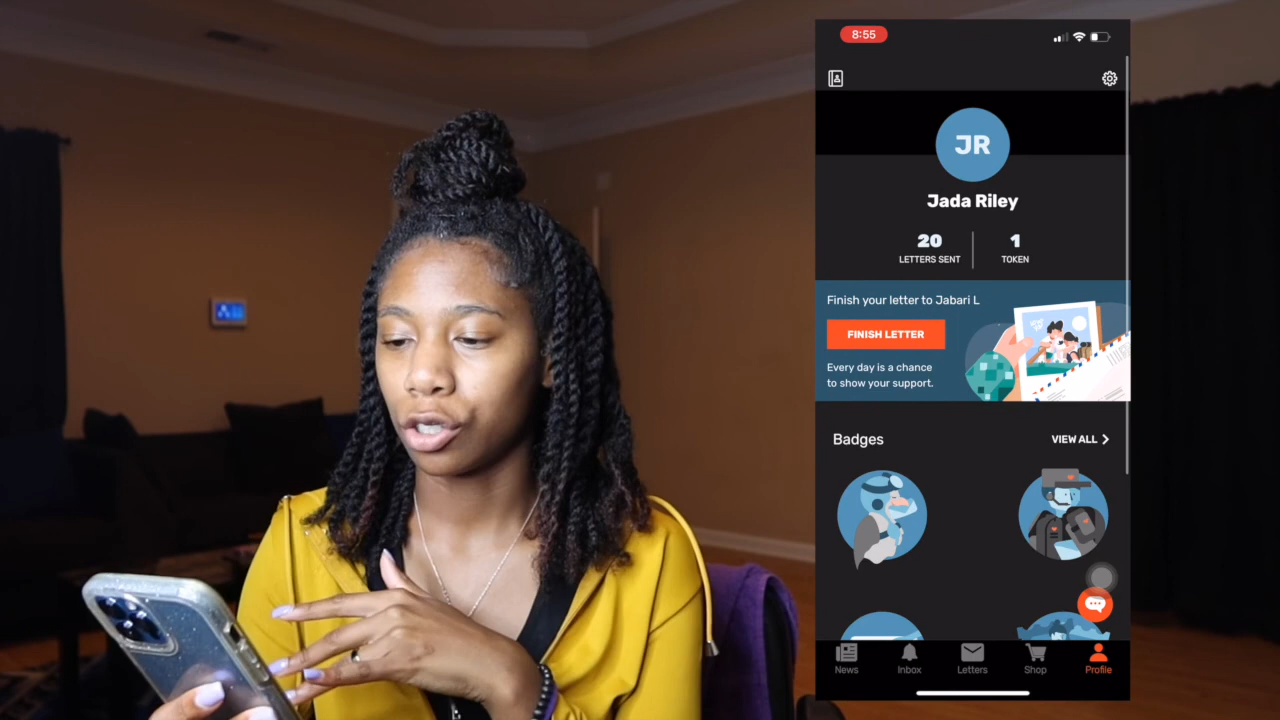 8:55
JR
Jada Riley
20
LETTERS SENT
1
TOKEN
Finish your letter to Jabari L
FINISH LETTER
Every day is a chance
to show your support.
Badges
VIEW ALL
News
Inbox
Letters
Shop
Profile